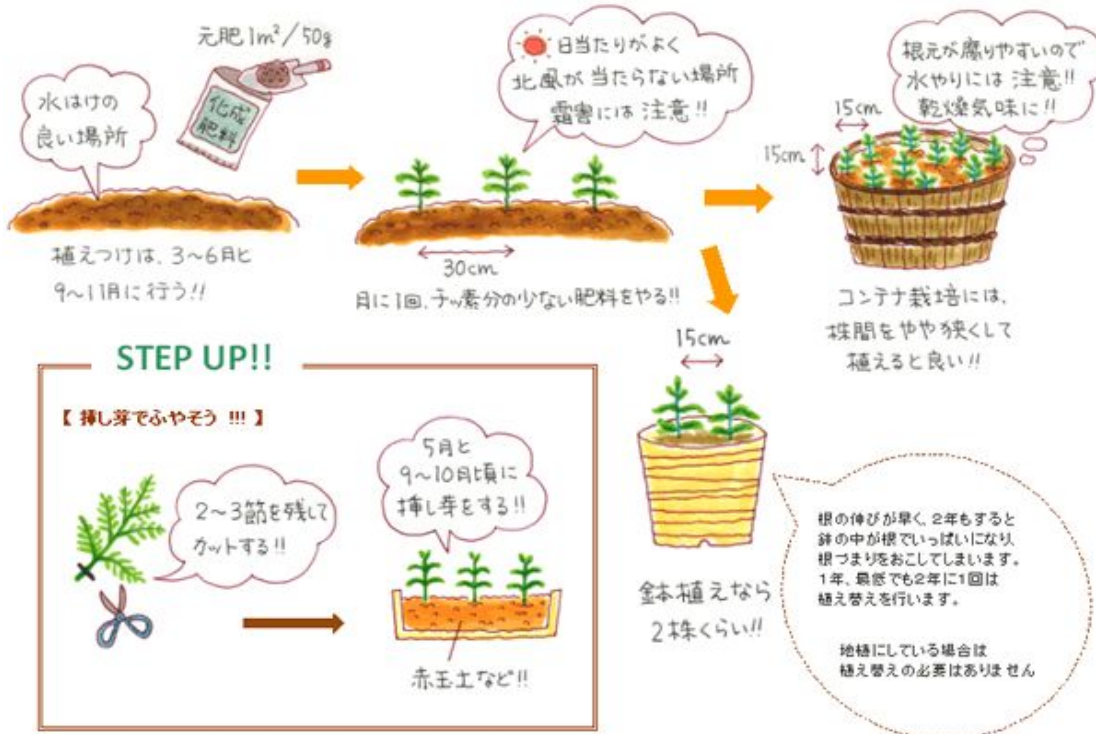 元肥1m²/50g
化成
肥料
水はけの
良い場所
植えつけは、3～6月と
9～11月に行う!!
日当たりがよく
北風が当たらない場所
霜害には注意!!
30cm
月に1回、チッ素分の少ない肥料をやる!!
根元が腐りやすいので
水やりには注意!!
乾燥気味に!!
15cm
15cm
コンテナ栽培には、
株間をやや狭くして
植えると良い!!
15cm
鉢植えなら
2株くらい!!
根の伸びが早く、2年もすると
鉢の中が根でいっぱいになり、
根づまりをおこしてしまいます。
1年、最低でも2年に1回は
植え替えを行います。
地植にしている場合は
植え替えの必要はありません
STEP UP!!
【 挿し芽でふやそう !!! 】
2～3節を残して
カットする!!
5月と
9～10月頃に
挿し芽をする!!
赤玉土など!!